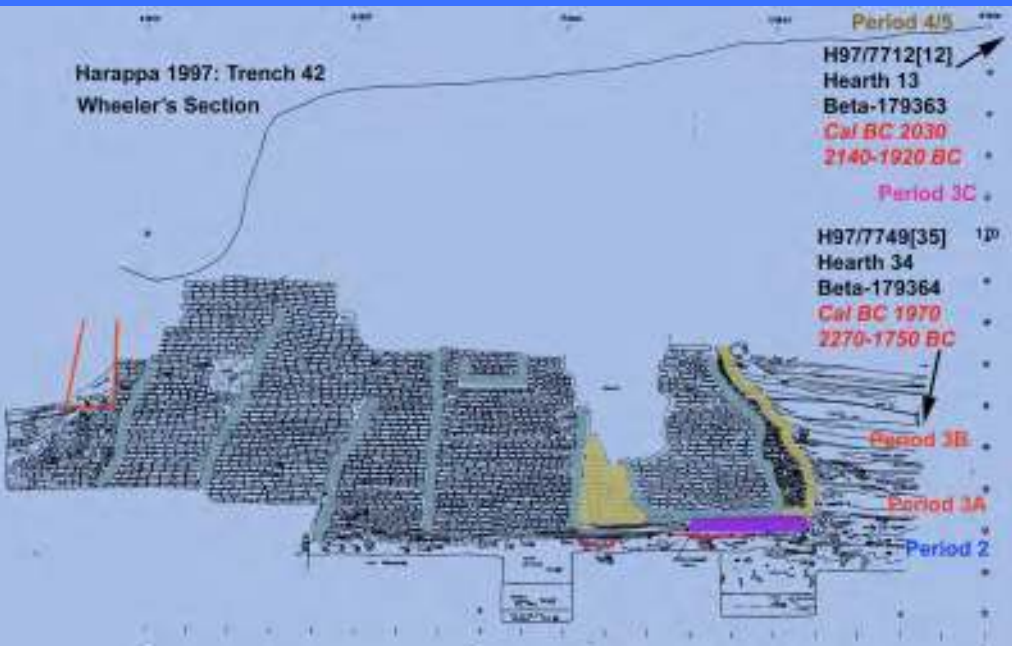 Harappa 1997: Trench 42
Wheeler's Section
Period 4/5
H97/7712[12]
Hearth 13
Beta-179363
Cal BC 2030
2140-1920 BC
Period 3C
H97/7749[35]
Hearth 34
Beta-179364
Cal BC 1970
2270-1750 BC
Period 3B
Period 3A
Period 2